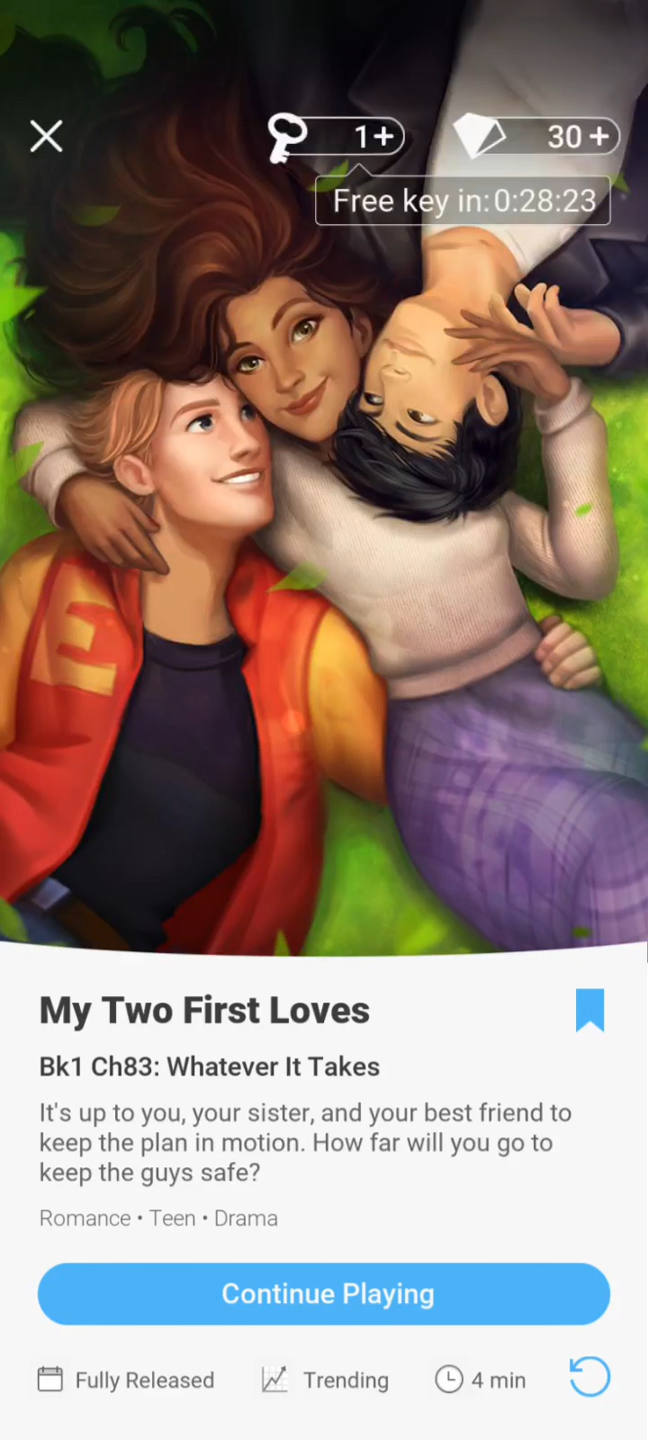 1+
30+
Free key in: 0:28:23
E
My Two First Loves
Bk1 Ch83: Whatever It Takes
It's up to you, your sister, and your best friend to
keep the plan in motion. How far will you go to
keep the guys safe?
Romance • Teen • Drama
Continue Playing
Fully Released Trending 4 min